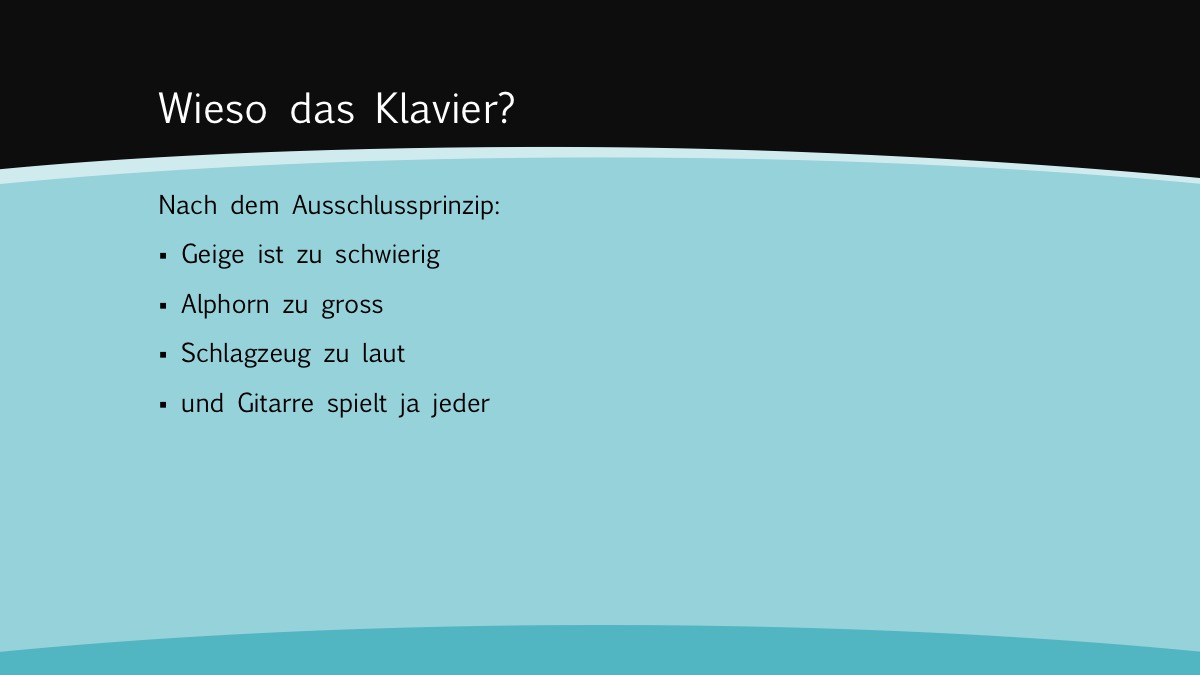 Wieso das Klavier?
Nach dem Ausschlussprinzip:
▪ Geige ist zu schwierig
▪ Alphorn zu gross
▪ Schlagzeug zu laut
▪ und Gitarre spielt ja jeder